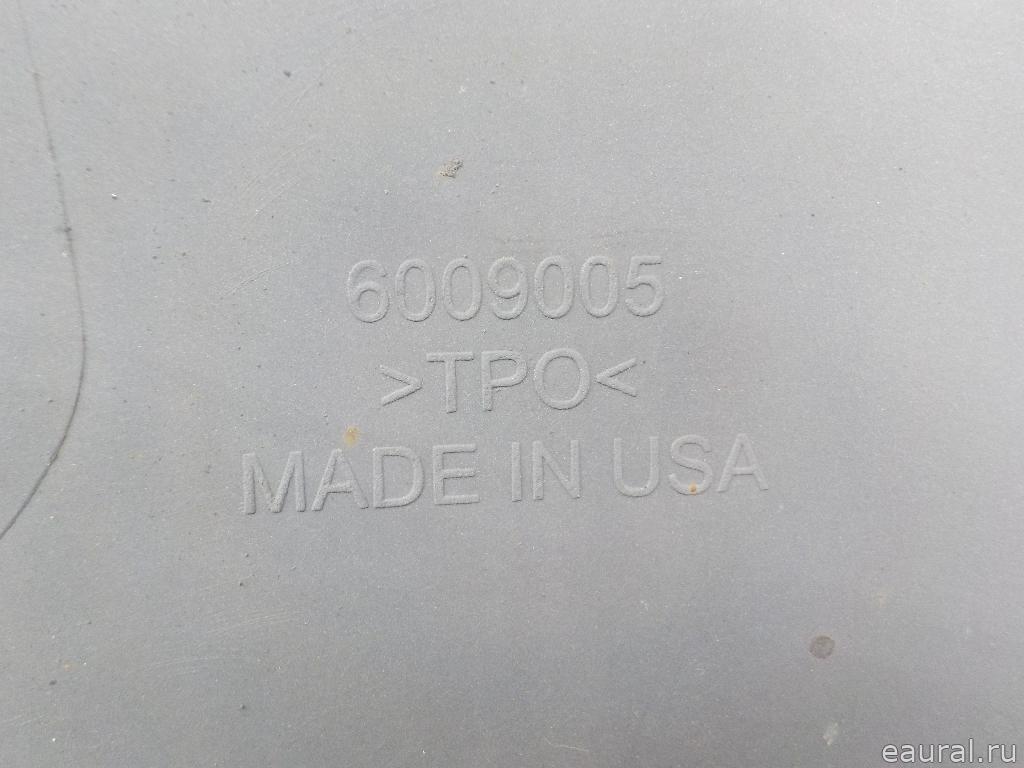 6009005
>TPO<
MADE IN USA
eaural.ru